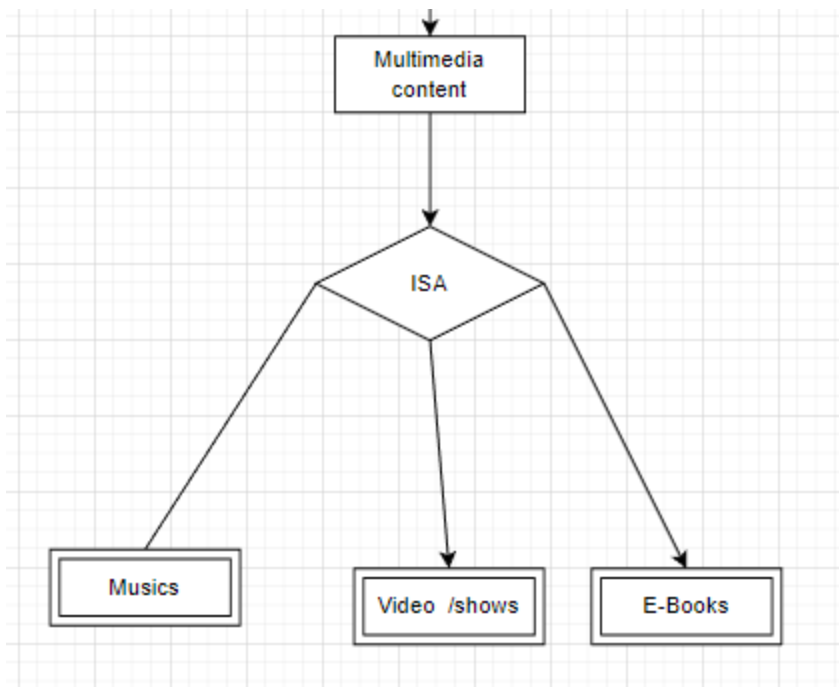 Multimedia
content
ISA
Musics
Video /shows
E-Books